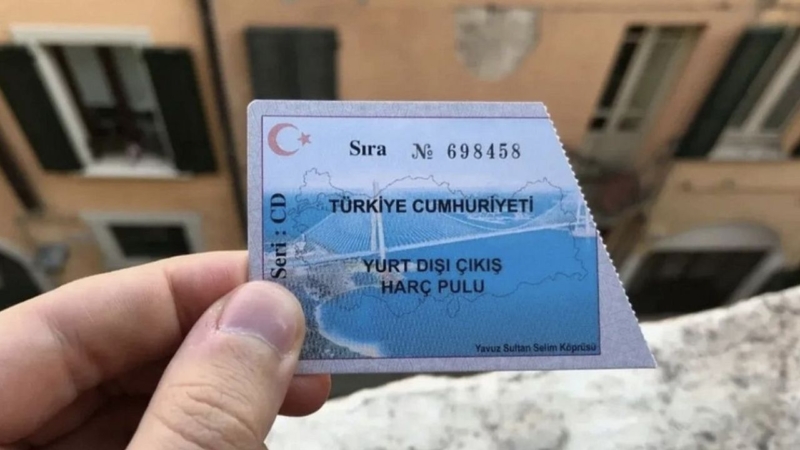 Sıra № 698458
Seri : CD
TÜRKİYE CUMHURİYETİ
YURT DIŞI ÇIKIŞ
HARÇ PULU
Yavuz Sultan Selim Köprüsü